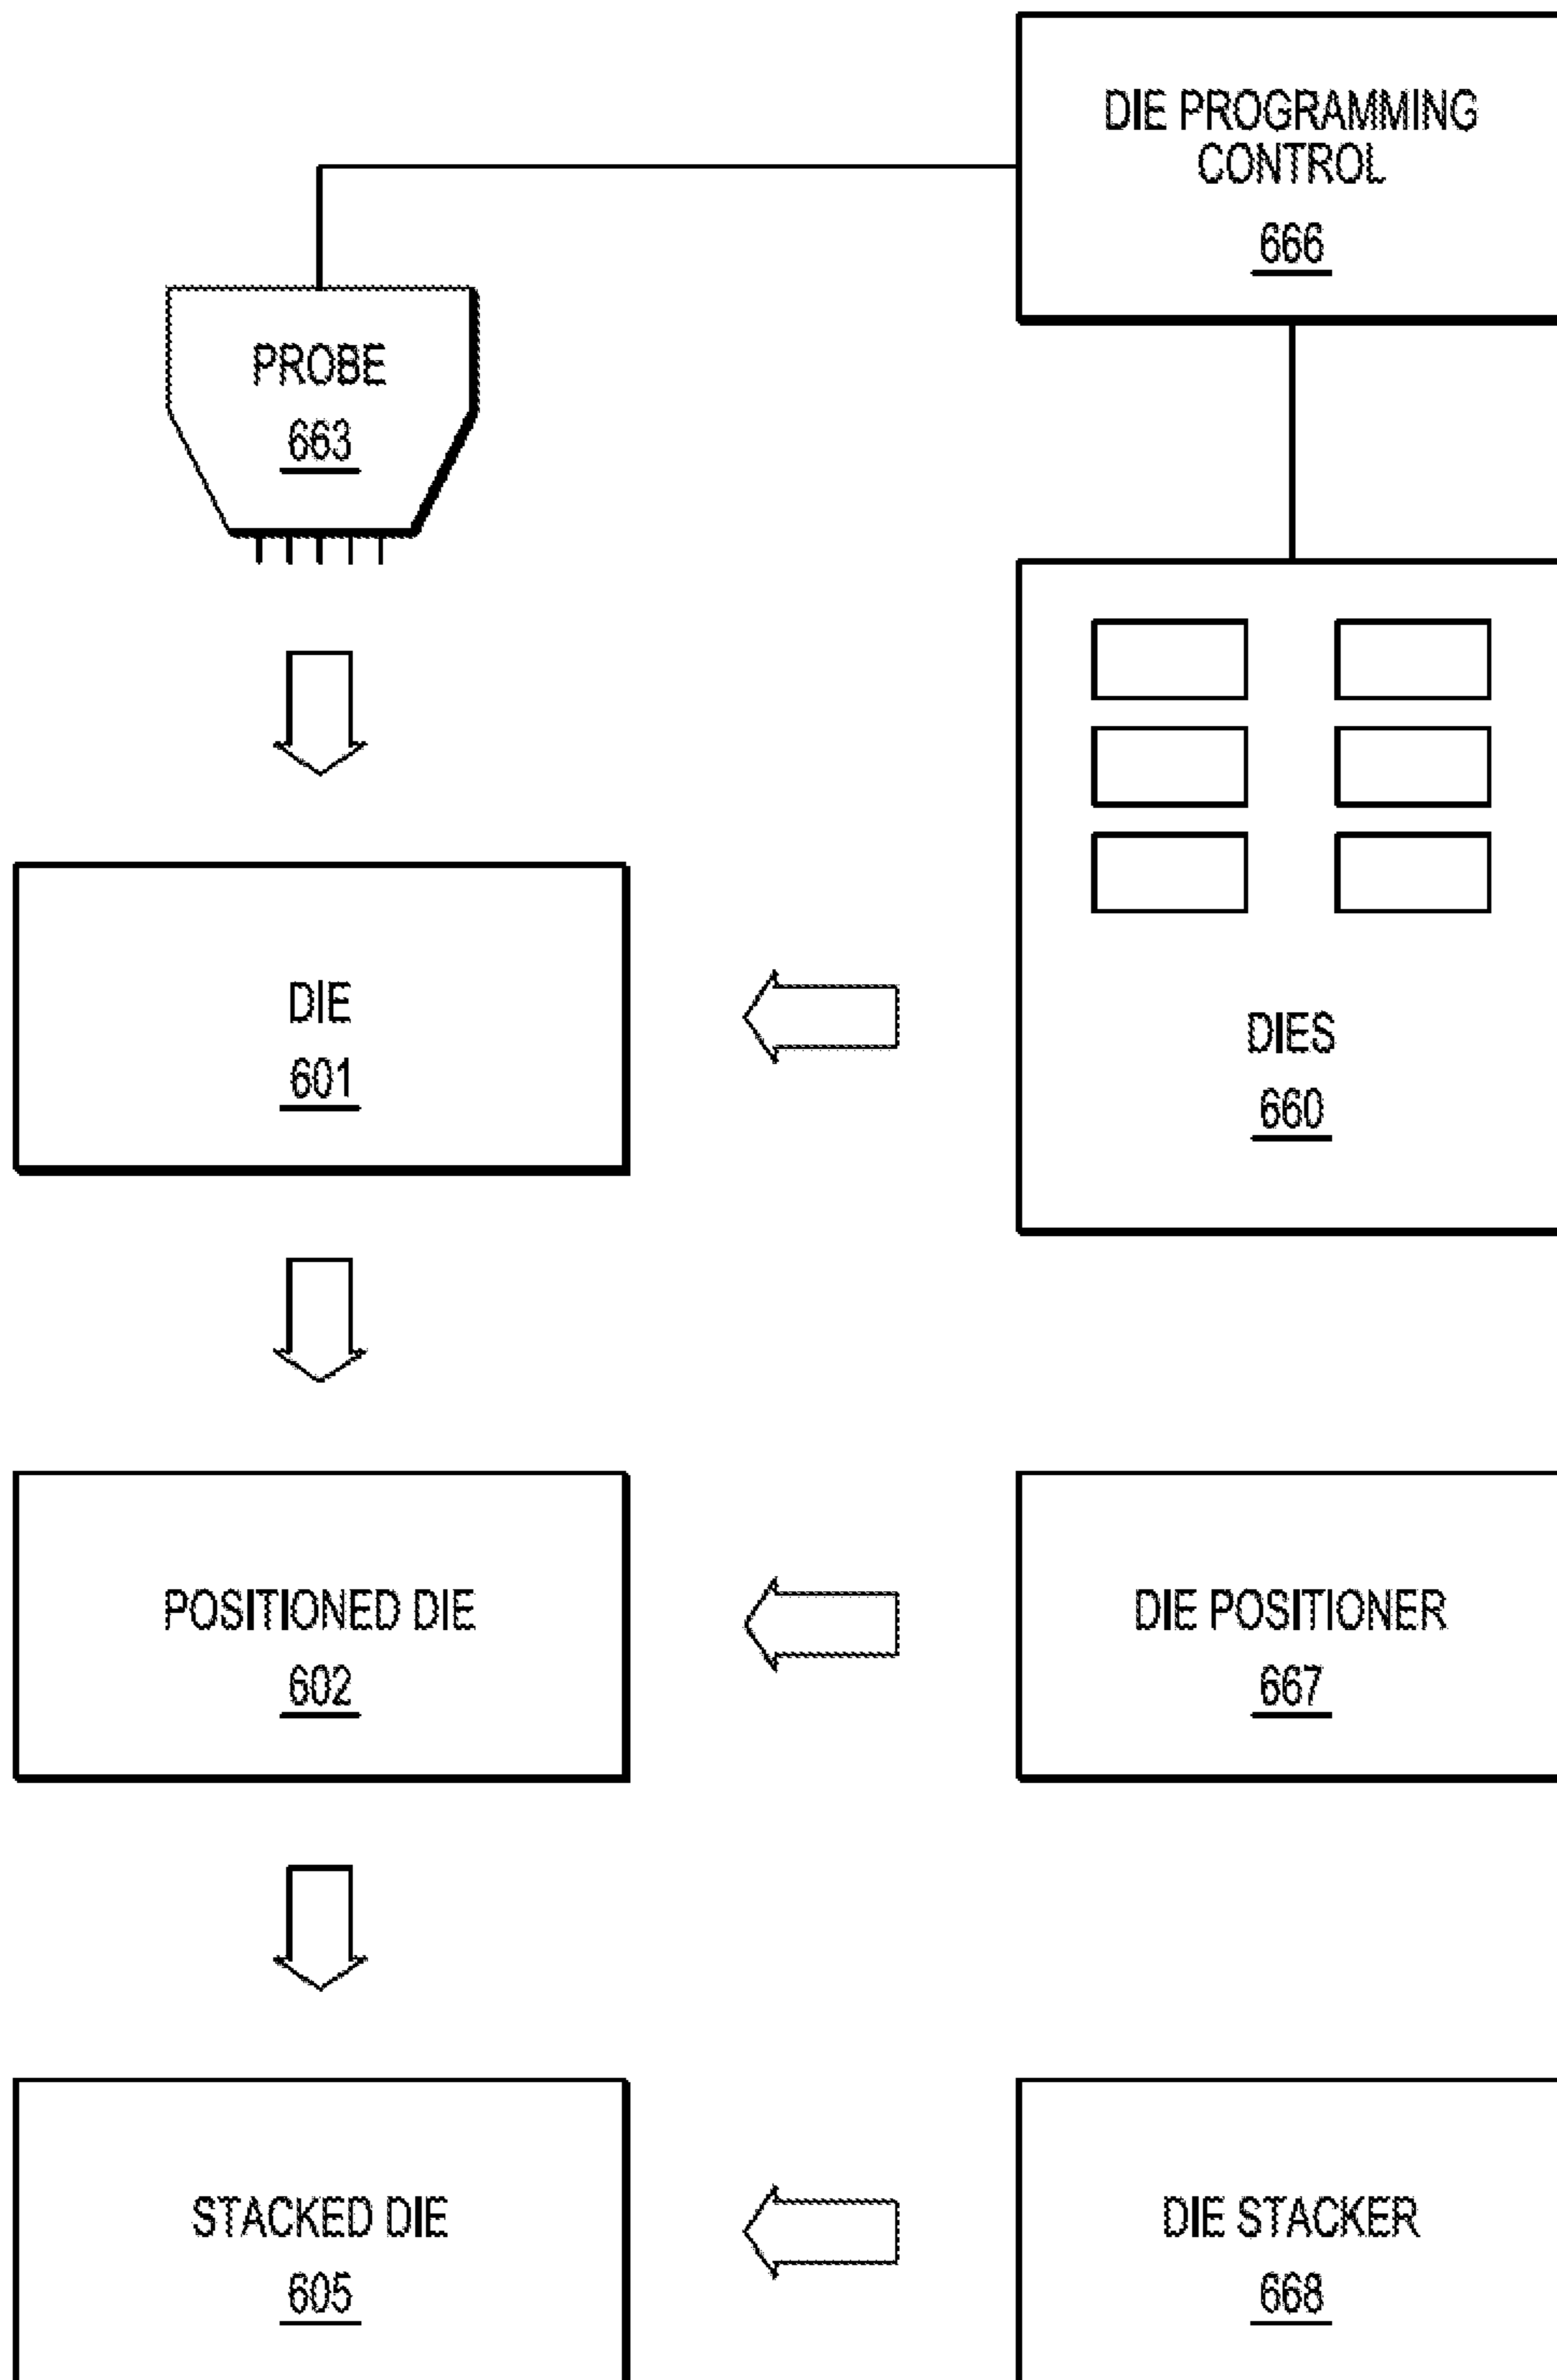 DIE PROGRAMMING
CONTROL
666
PROBE
663
DIE
601
DIES
660
POSITIONED DIE
602
DIE POSITIONER
667
STACKED DIE
605
DIE STACKER
668